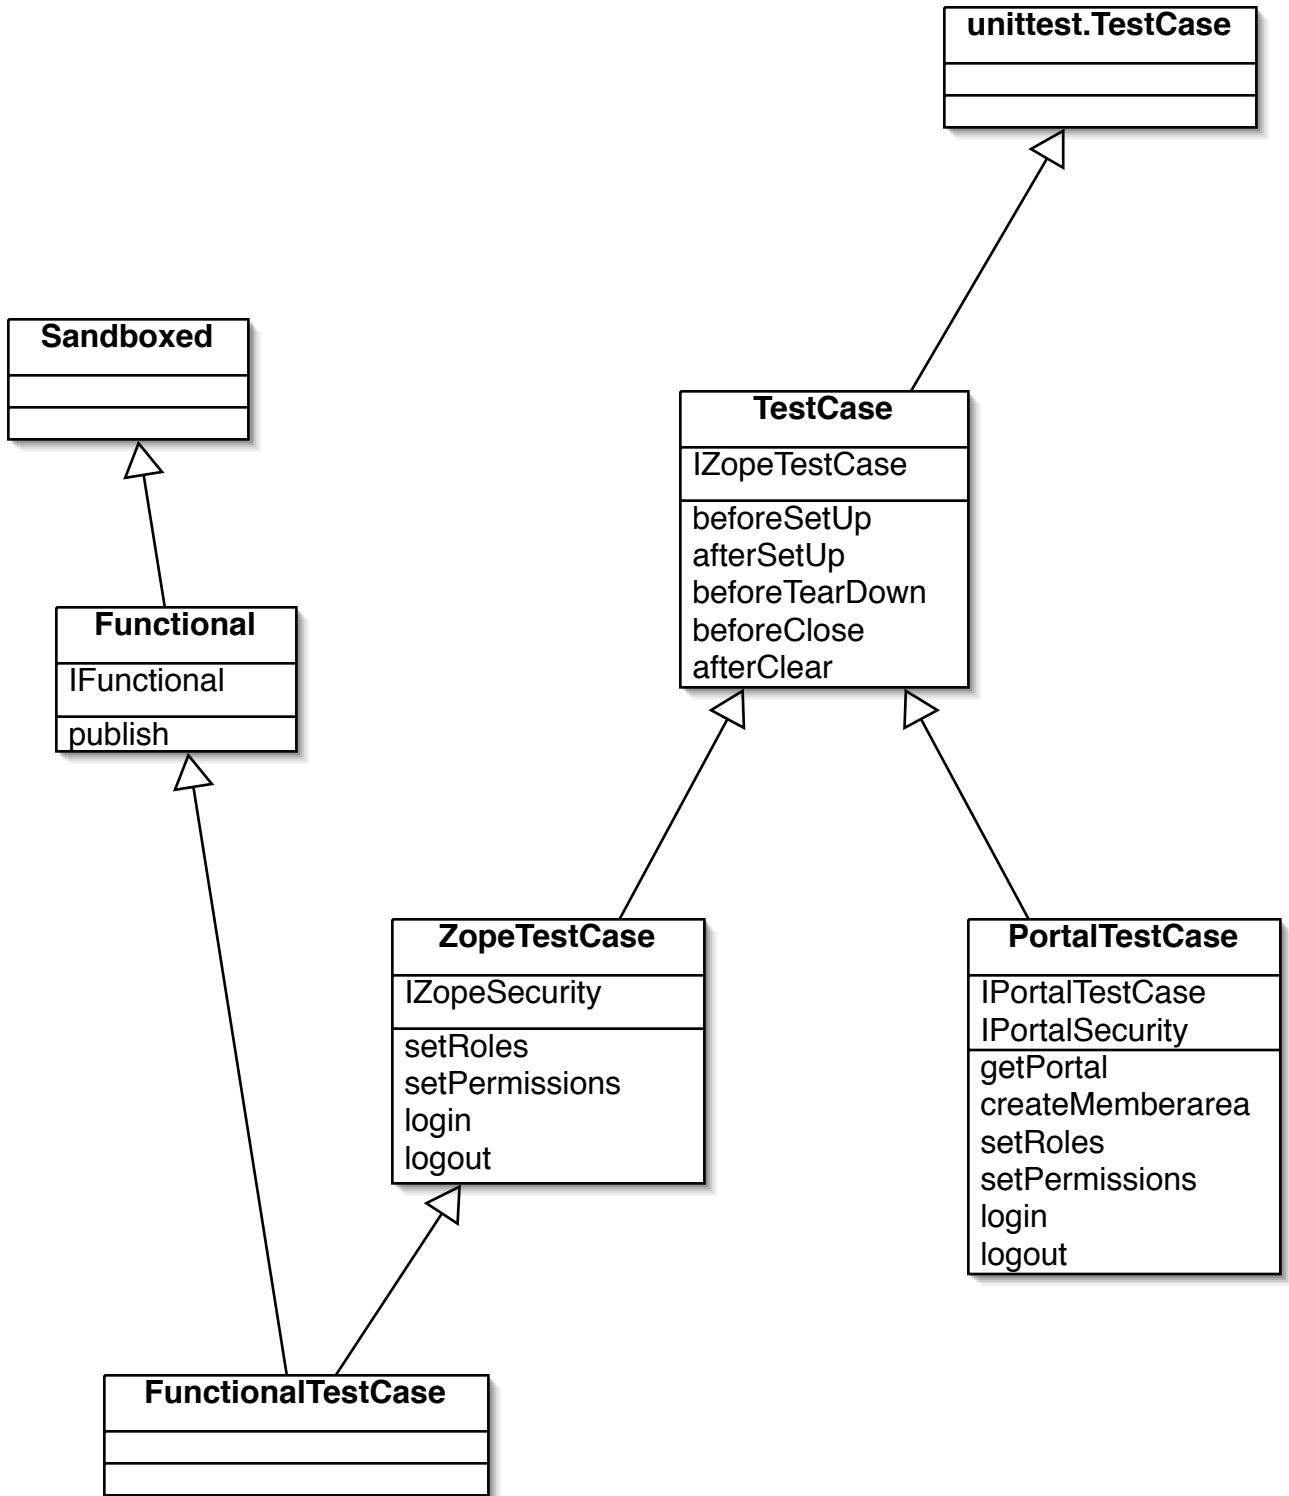 unittest.TestCase
Sandboxed
TestCase
IZopeTestCase
beforeSetUp
afterSetUp
beforeTearDown
beforeClose
afterClear
Functional
IFunctional
publish
ZopeTestCase
IZopeSecurity
setRoles
setPermissions
login
logout
PortalTestCase
IPortalTestCase
IPortalSecurity
getPortal
createMemberarea
setRoles
setPermissions
login
logout
FunctionalTestCase